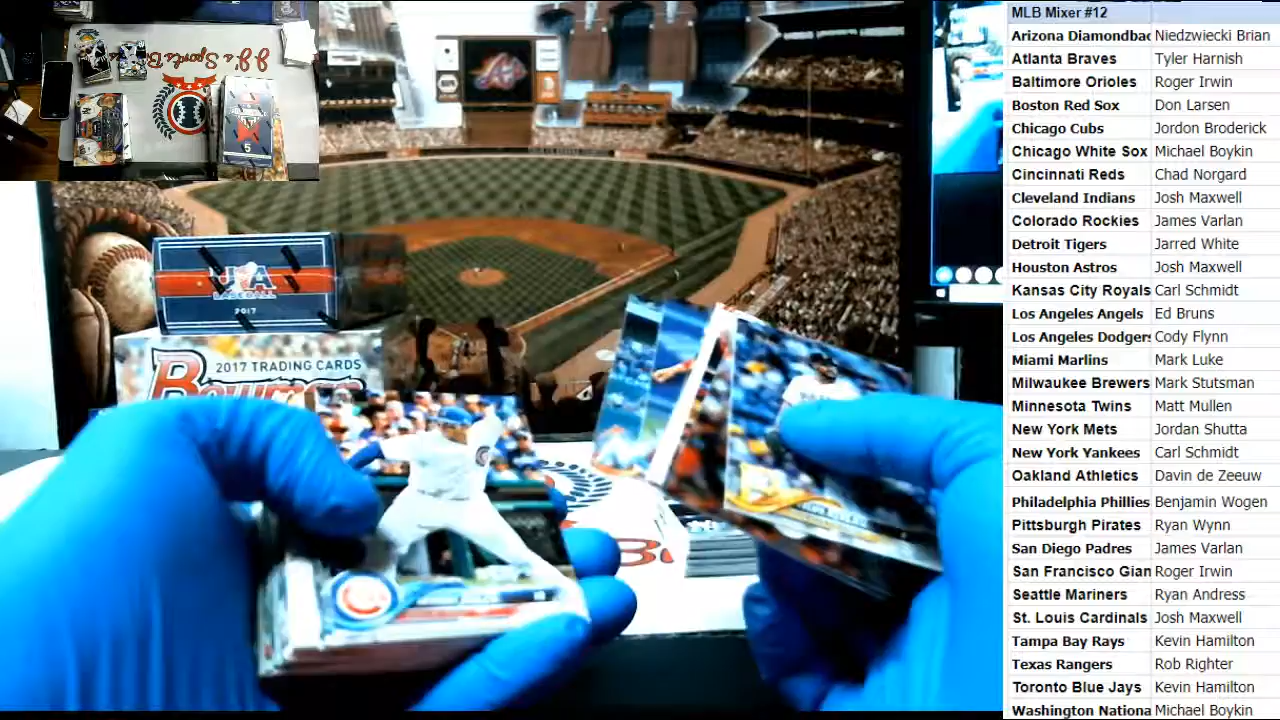 MLB Mixer #12
Arizona Diamondbac Niedzwiecki Brian
Atlanta Braves Tyler Harnish
Baltimore Orioles Roger Irwin
Boston Red Sox Don Larsen
Chicago Cubs Jordon Broderick
Chicago White Sox Michael Boykin
Cincinnati Reds Chad Norgard
Cleveland Indians Josh Maxwell
Colorado Rockies James Varlan
Detroit Tigers Jarred White
Houston Astros Josh Maxwell
Kansas City Royals Carl Schmidt
Los Angeles Angels Ed Bruns
Los Angeles Dodgers Cody Flynn
Miami Marlins Mark Luke
Milwaukee Brewers Mark Stutsman
Minnesota Twins Matt Mullen
New York Mets Jordan Shutta
New York Yankees Carl Schmidt
Oakland Athletics Davin de Zeeuw
Philadelphia Phillies Benjamin Wogen
Pittsburgh Pirates Ryan Wynn
San Diego Padres James Varlan
San Francisco Gian Roger Irwin
Seattle Mariners Ryan Andress
St. Louis Cardinals Josh Maxwell
Tampa Bay Rays Kevin Hamilton
Texas Rangers Rob Righter
Toronto Blue Jays Kevin Hamilton
Washington Nationa Michael Boykin
JJ's Sports B
5
USA
BASEBALL
2017
2017 TRADING CARDS
Bowman